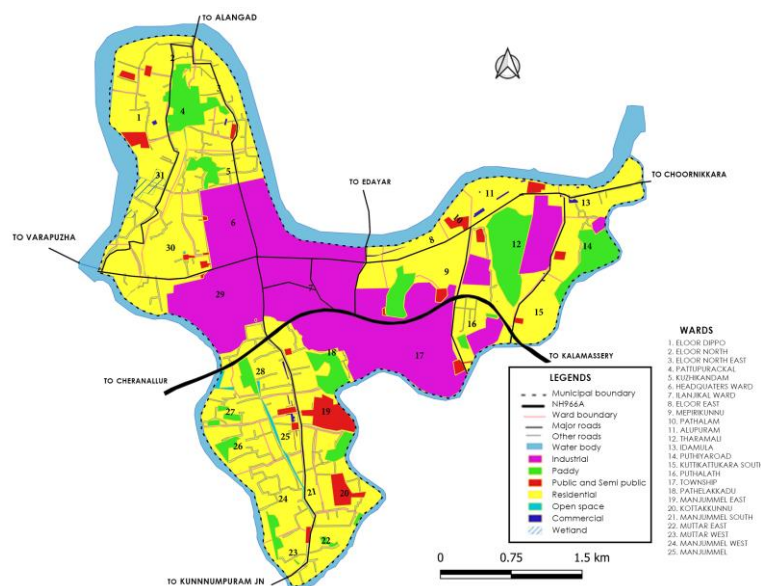 TO ALANGAD
2
3
4
1
5
31
6
30
TO VARAPUZHA
29
TO EDAYAR
TO CHOORNIKKARA
11
13
10
8
12
14
9
7
15
16
17
TO KALAMASSERY
TO CHERANALLUR
18
28
27
19
25
26
24
21
20
22
23
TO KUNNNUMPURAM JN
LEGENDS
Municipal boundary
NH966A
Ward boundary
Major roads
Other roads
Water body
Industrial
Paddy
Public and Semi public
Residential
Open space
Commercial
Wetland
0 0.75 1.5 km
WARDS
1. ELOOR DIPPO
2. ELOOR NORTH
3. ELOOR NORTH EAST
4. PATTUPURACKAL
5. KUZHIKANDAM
6. HEADQUATERS WARD
7. ILANJIKAL WARD
8. ELOOR EAST
9. MEPIRIKUNNU
10. PATHALAM
11. ALUPURAM
12. THARAMALI
13. IDAMULA
14. PUTHIYAROAD
15. KUTTIKATTUKARA SOUTH
16. PUTHALATH
17. TOWNSHIP
18. PATHELAKKADU
19. MANJUMMEL EAST
20. KOTTAKKUNNU
21. MANJUMMEL SOUTH
22. MUTTAR EAST
23. MUTTAR WEST
24. MANJUMMEL WEST
25. MANJUMMEL